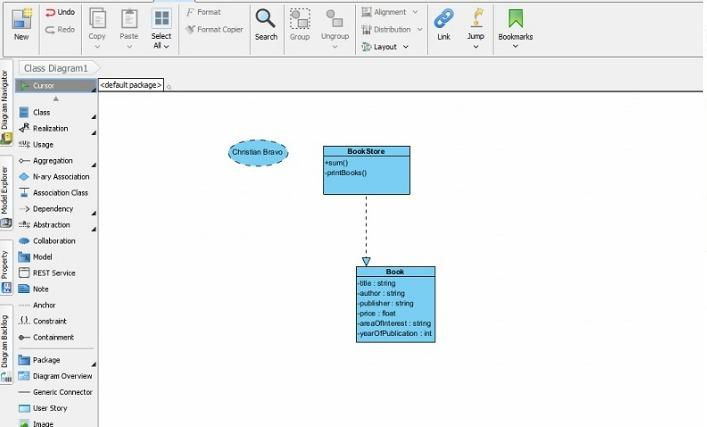 New
Undo
Redo
Copy
Paste
Select
All
Format
Format Copier
Search
Group
Ungroup
Alignment
Distribution
Layout
Link
Jump
Bookmarks
Class Diagram1
<default package>
Diagram Navigator
Model Explorer
Property
Diagram Backlog
Cursor
Class
Realization
Usage
Aggregation
N-ary Association
Association Class
Dependency
Abstraction
Collaboration
Model
REST Service
Note
Anchor
Constraint
Containment
Package
Diagram Overview
Generic Connector
User Story
Image
Christian Bravo
BookStore
+sum()
-printBooks()
Book
-title : string
-author : string
-publisher : string
-price : float
-areaOfInterest : string
-yearOfPublication : int